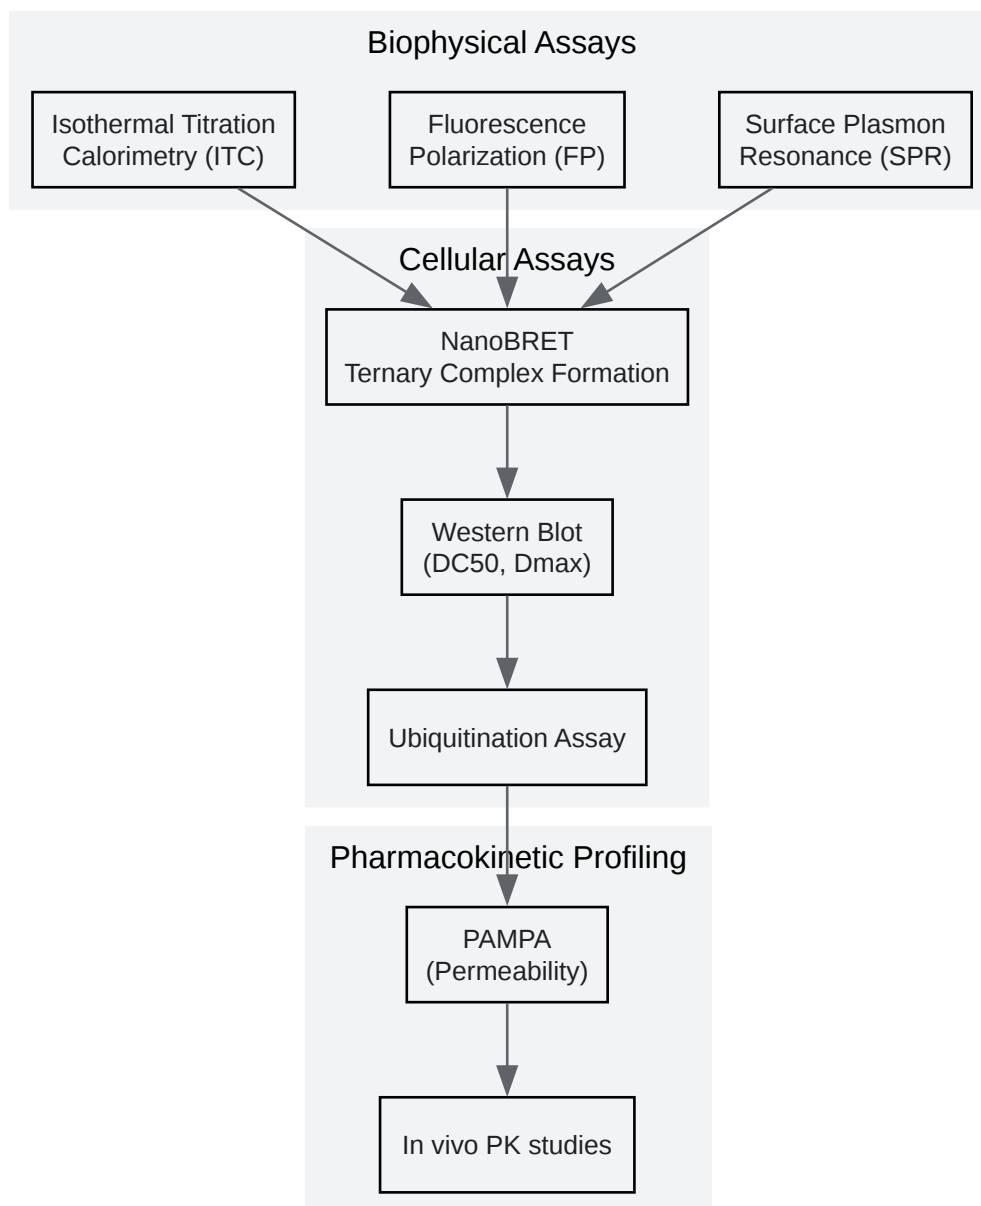 Biophysical Assays
Isothermal Titration
Calorimetry (ITC)
Fluorescence
Polarization (FP)
Surface Plasmon
Resonance (SPR)
Cellular Assays
NanoBRET
Ternary Complex Formation
Western Blot
(DC50, Dmax)
Ubiquitination Assay
Pharmacokinetic Profiling
PAMPA
(Permeability)
In vivo PK studies